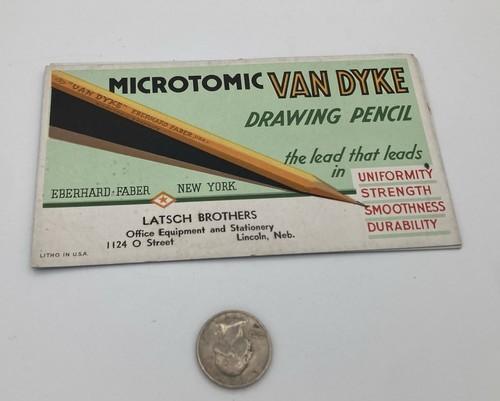 MICROTOMIC VAN DYKE
"VAN DYKE" EBERHARD FABER
DRAWING PENCIL
the lead that leads
in
UNIFORMITY
STRENGTH
SMOOTHNESS
DURABILITY
EBERHARD FABER NEW YORK
LATSCH BROTHERS
Office Equipment and Stationery
1124 O Street Lincoln, Neb.
LITHO IN U.S.A.